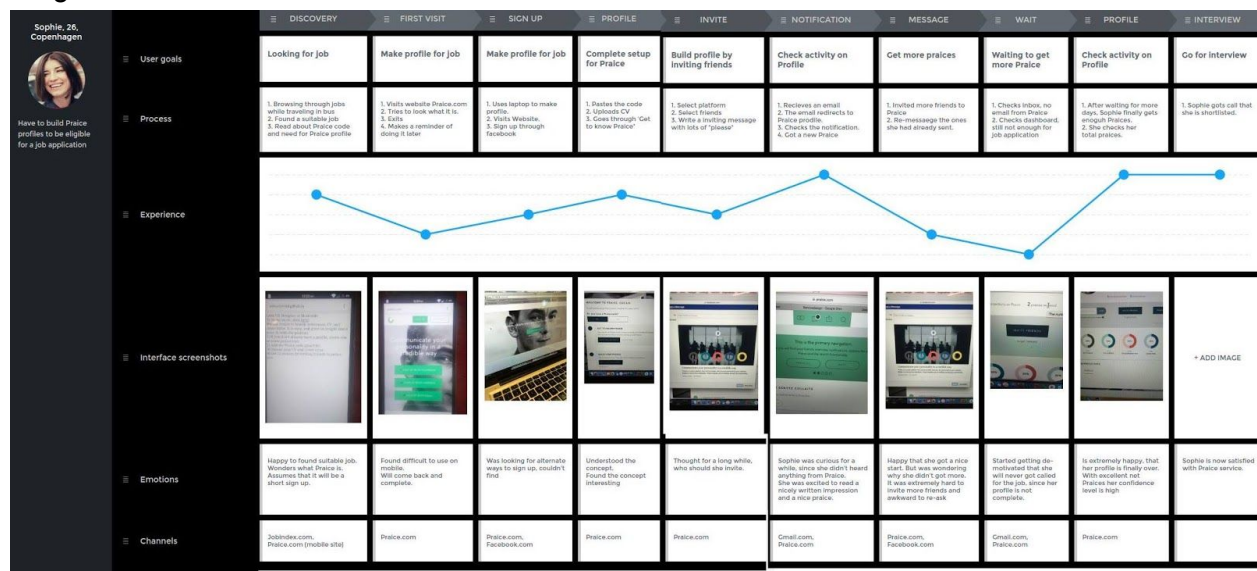 Sophie, 26,
Copenhagen
Have to build Praice
profiles to be eligible
for a job application
DISCOVERY
FIRST VISIT
SIGN UP
PROFILE
INVITE
NOTIFICATION
MESSAGE
WAIT
PROFILE
INTERVIEW
User goals
Looking for job
Make profile for job
Make profile for job
Complete setup
for Praice
Build profile by
inviting friends
Check activity on
Profile
Get more praices
Waiting to get
more Praice
Check activity on
Profile
Go for interview
Process
1. Browsing through jobs
while traveling in bus
2. Found a suitable job
3. Read about Praice code
and need for Praice profile
1. Visits website Praice.com
2. Tries to look what it is.
3. Exits
4. Makes a reminder of
doing it later
1. Uses laptop to make
profile.
2. Visits Website.
3. Sign up through
facebook
1. Pastes the code
2. Uploads CV
3. Goes through 'Get
to know Praice"
1. Select platform
2. Select friends
3. Write a inviting message
with lots of "please"
1. Recieves an email
2. The email redirects to
Praice prodile.
3. Checks the notification.
4. Got a new Praice
1. Invited more friends to
Praice
2. Re-messaege the ones
she had already sent.
1. Checks inbox, no
email from Praice
2. Checks dashboard,
still not enough for
job application
1. After waiting for more
days, Sophie finally gets
enoguh Praices.
2. She checks her
total praices.
1. Sophie gots call that
she is shortlisted.
Experience
Interface screenshots
Communicate your
personality in a
credible way
This is the primary navigation
+ ADD IMAGE
Emotions
Happy to found suitable job.
Wonders what Praice is.
Assumes that it will be a
short sign up.
Found difficult to use on
mobile.
Will come back and
complete.
Was looking for alternate
ways to sign up, couldn't
find
Understood the
concept.
Found the concept
interesting
Thought for a long while,
who should she invite.
Sophie was curious for a
while, since she didn't heard
anything from Praice.
She was excited to reed a
nicely written impression
and a nice praice.
Happy that she got a nice
start. But was wondering
why she didn't got more.
It was extremely hard to
invite more friends and
awkward to re-ask
Started getting de-
motivated that she
will never got called
for the job, since her
profile is not
complete.
Is extremely happy, that
her profile is finally over.
With excellent net
Praices her confidence
level is high
Sophie is now satisfied
with Praice service.
Channels
Jobindex.com,
Praice.com (mobile site)
Praice.com
Praice.com,
Facebook.com
Praice.com
Praice.com
Gmail.com,
Praice.com
Praice.com,
Facebook.com
Gmail.com,
Praice.com
Praice.com